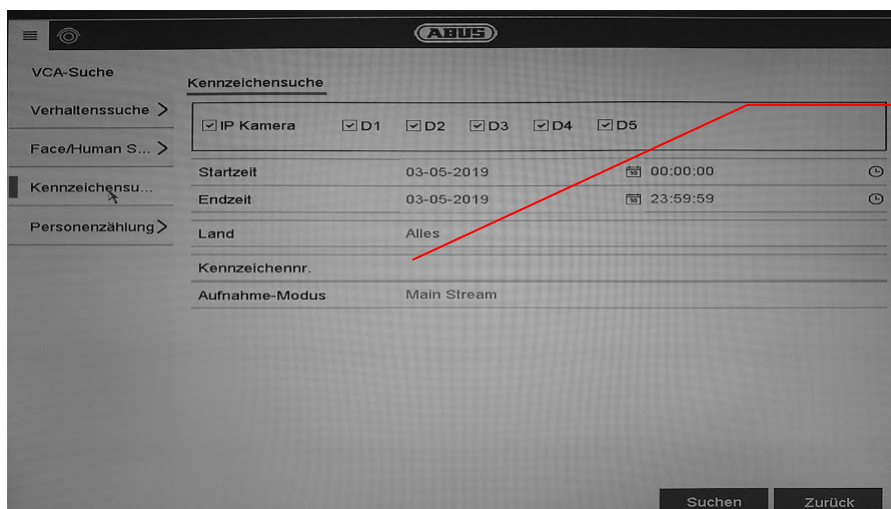 ABUS
VCA-Suche
Verhaltenssuche >
Face/Human S... >
Kennzeichensu...
Personenzählung >
Kennzeichensuche
IP Kamera D1 D2 D3 D4 D5
Startzeit 03-05-2019 00:00:00
Endzeit 03-05-2019 23:59:59
Land Alles
Kennzeichennr.
Aufnahme-Modus Main Stream
Suchen Zurück